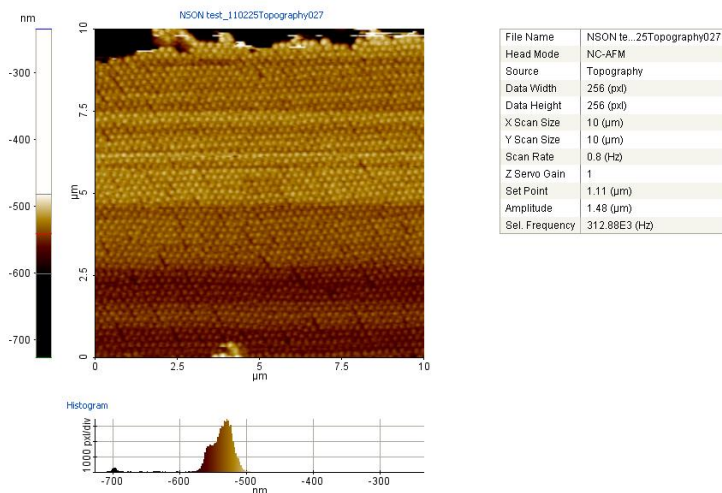 NSON test_110225Topography027
nm
-300
-400
-500
-600
-700
10
7.5
5
2.5
0
µm
0 2.5 5 7.5 10
µm
File Name NSON te...25Topography027
Head Mode NC-AFM
Source Topography
Data Width 256 (pxl)
Data Height 256 (pxl)
X Scan Size 10 (µm)
Y Scan Size 10 (µm)
Scan Rate 0.8 (Hz)
Z Servo Gain 1
Set Point 1.11 (µm)
Amplitude 1.48 (µm)
Sel. Frequency 312.88E3 (Hz)
Histogram
1000 pxl/div
-700 -600 -500 -400 -300
nm